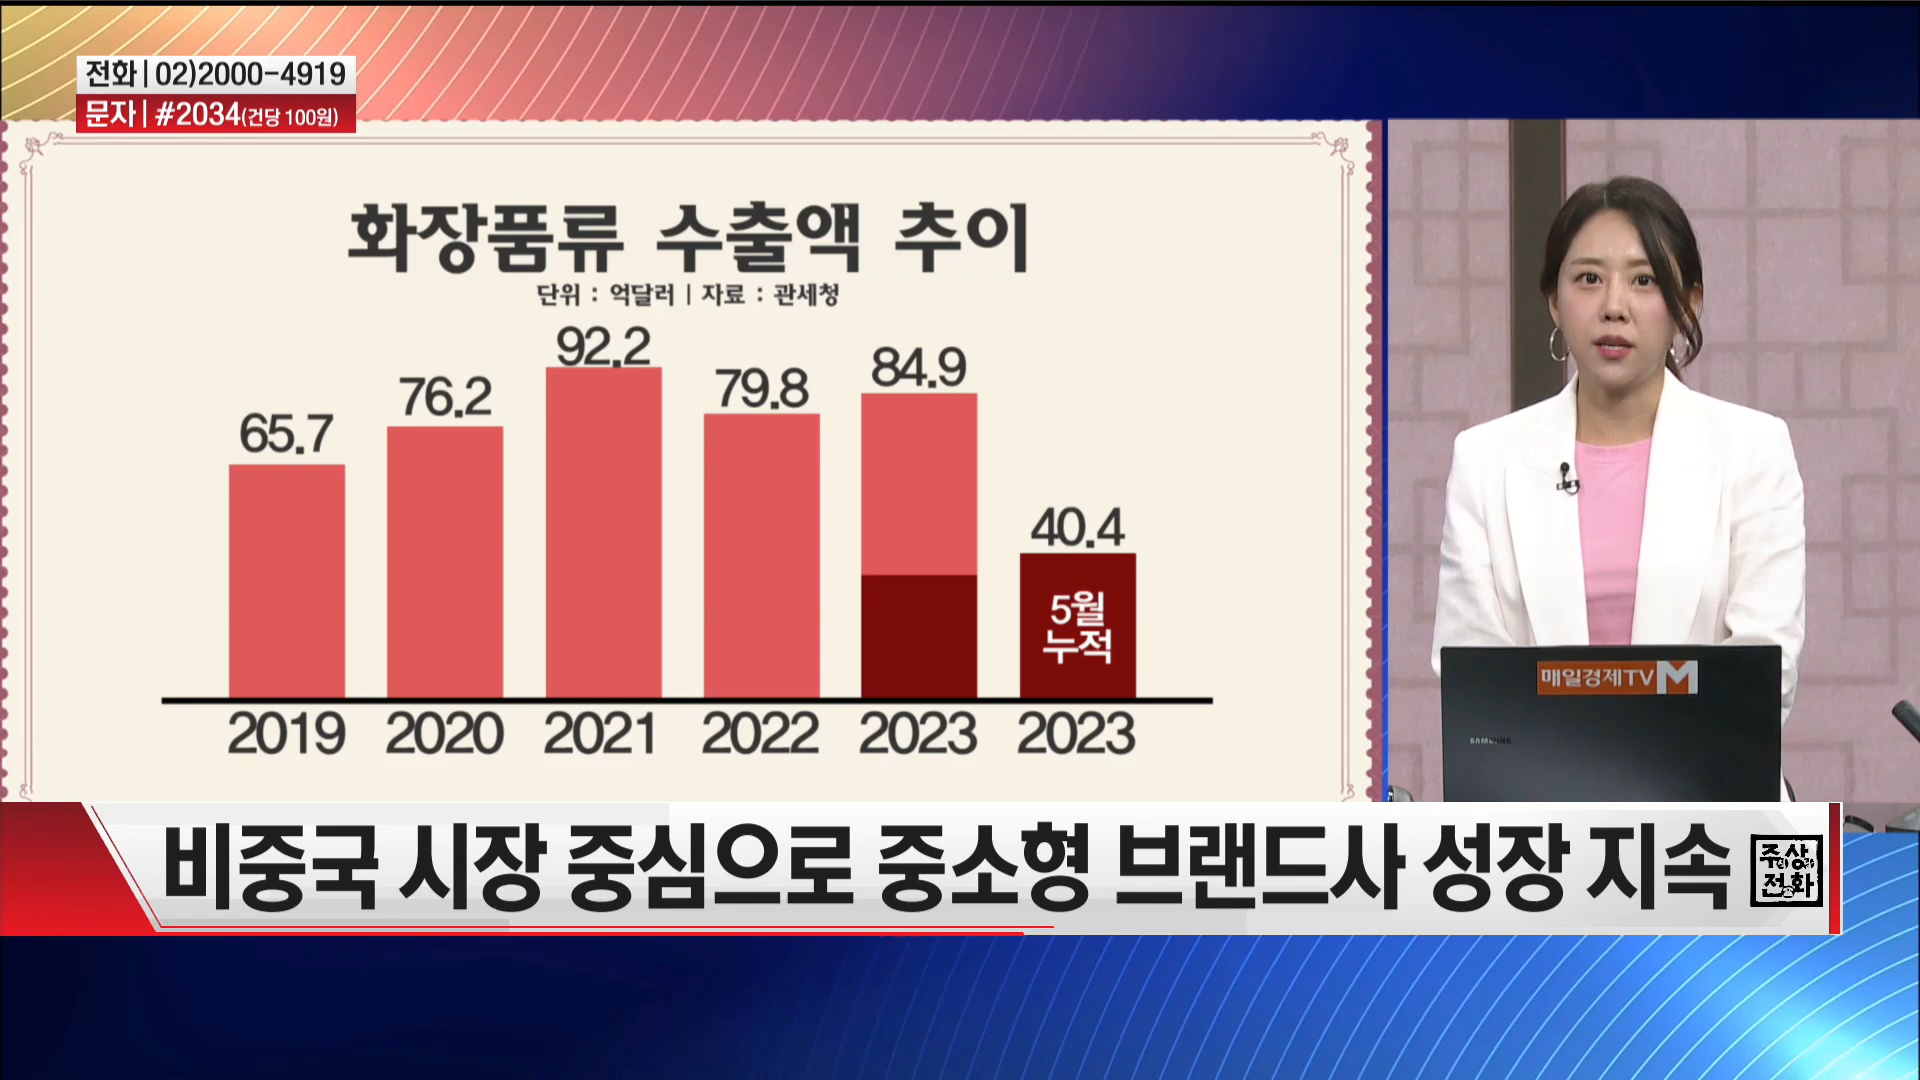 전화 | 02)2000-4919
문자 | #2034(건당 100원)
화장품류 수출액 추이
단위 : 억달러 | 자료 : 관세청
65.7
76.2
92.2
79.8
84.9
40.4
5월
누적
2019
2020
2021
2022
2023
2023
매일경제TV M
SAMSUNG
비중국 시장 중심으로 중소형 브랜드사 성장 지속
주상
전화